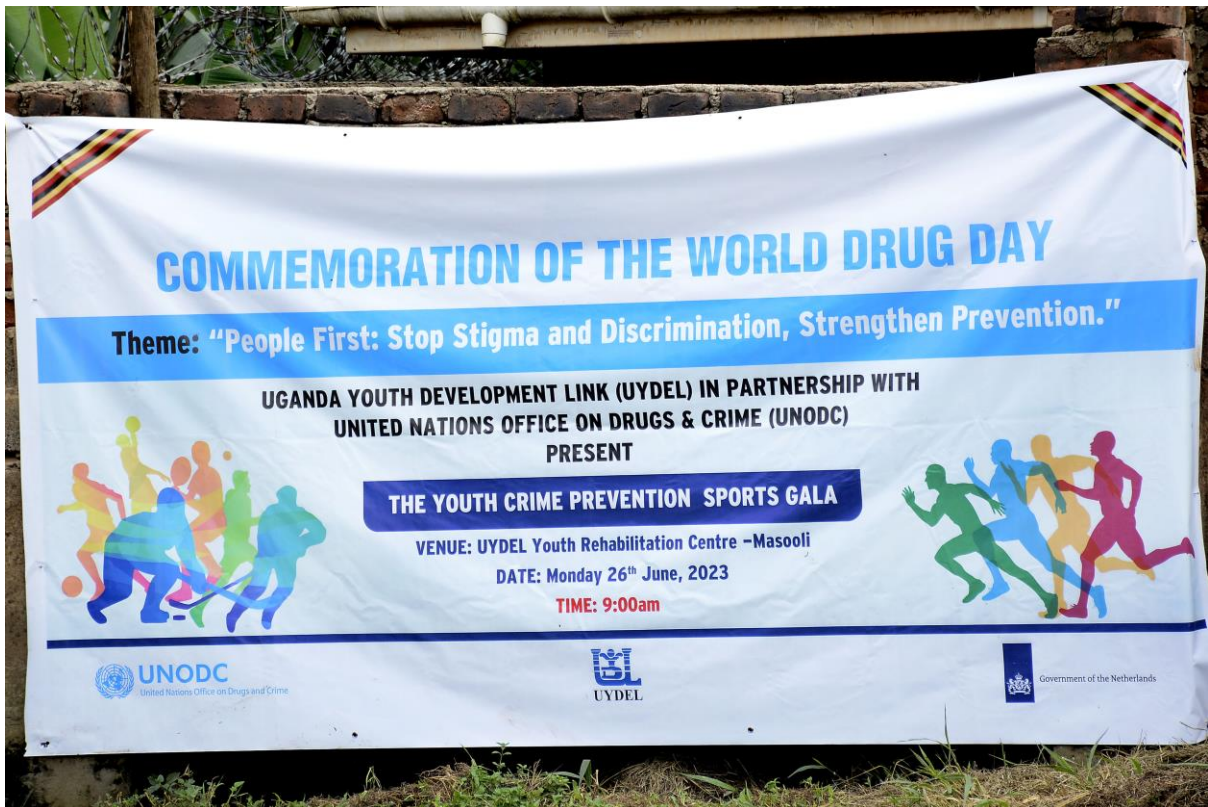 COMMEMORATION OF THE WORLD DRUG DAY
Theme: “People First: Stop Stigma and Discrimination, Strengthen Prevention.”
UGANDA YOUTH DEVELOPMENT LINK (UYDEL) IN PARTNERSHIP WITH
UNITED NATIONS OFFICE ON DRUGS & CRIME (UNODC)
PRESENT
THE YOUTH CRIME PREVENTION SPORTS GALA
VENUE: UYDEL Youth Rehabilitation Centre –Masooli
DATE: Monday 26th June, 2023
TIME: 9:00am
UNODC
United Nations Office on Drugs and Crime
UYDEL
Government of the Netherlands